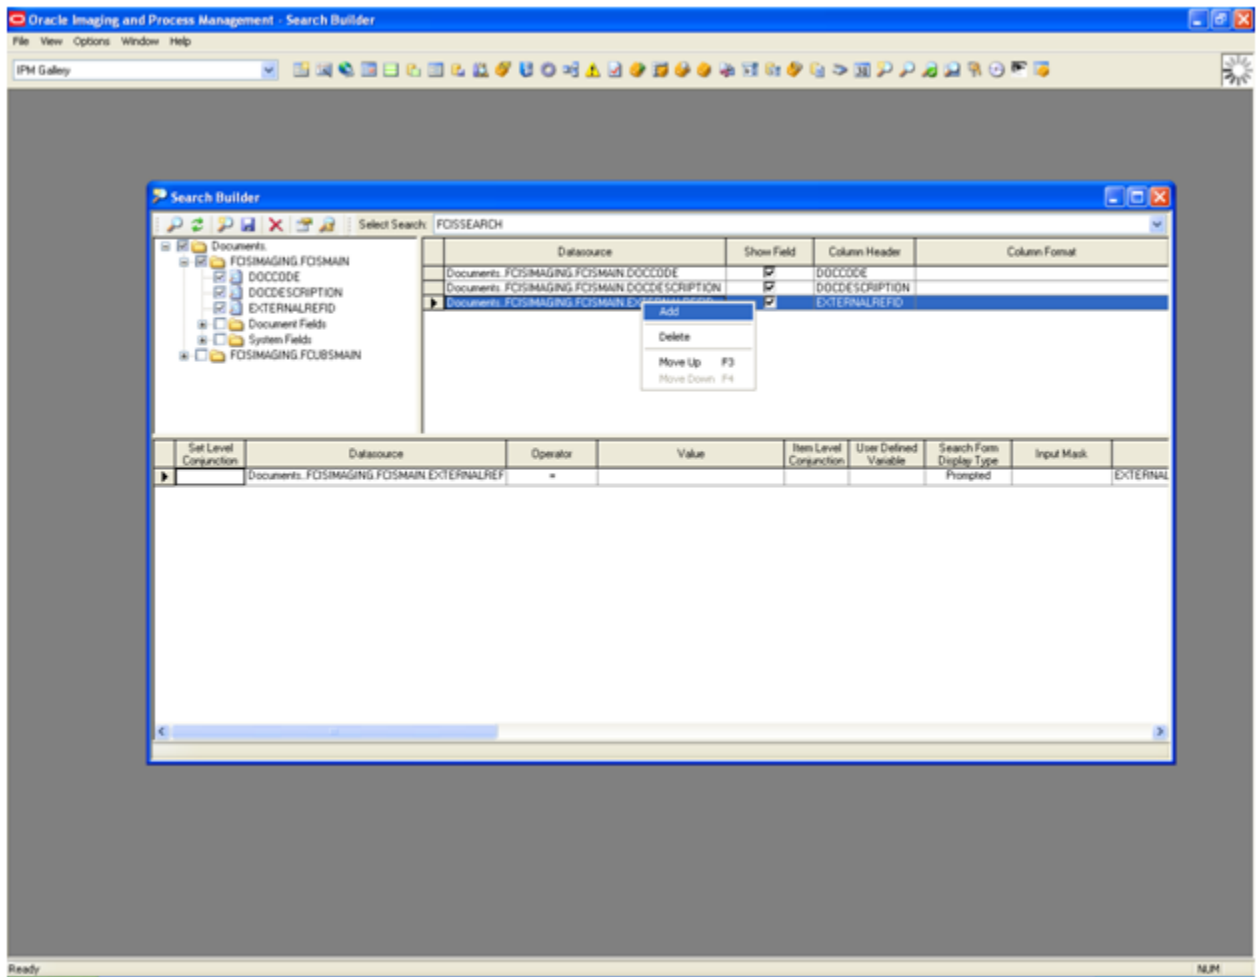 Oracle Imaging and Process Management - Search Builder
File View Options Window Help
IPM Gallery
Search Builder
Select Search: FCISSEARCH
Documents.
FCISIMAGING.FCISMAIN
DOCCODE
DOCDESCRIPTION
EXTERNALREFID
Document Fields
System Fields
FCISIMAGING.FCUBSMAIN
Datasource Show Field Column Header Column Format
Documents..FCISIMAGING.FCISMAIN.DOCCODE DOCCODE
Documents..FCISIMAGING.FCISMAIN.DOCDESCRIPTION DOCDESCRIPTION
Documents..FCISIMAGING.FCISMAIN.EXTERNALREFID EXTERNALREFID
Add
Delete
Move Up F3
Move Down F4
Set Level Conjunction Datasource Operator Value Item Level Conjunction User Defined Variable Search Form Display Type Input Mask
Documents..FCISIMAGING.FCISMAIN.EXTERNALREF = Prompted EXTERNAL
Ready NUM